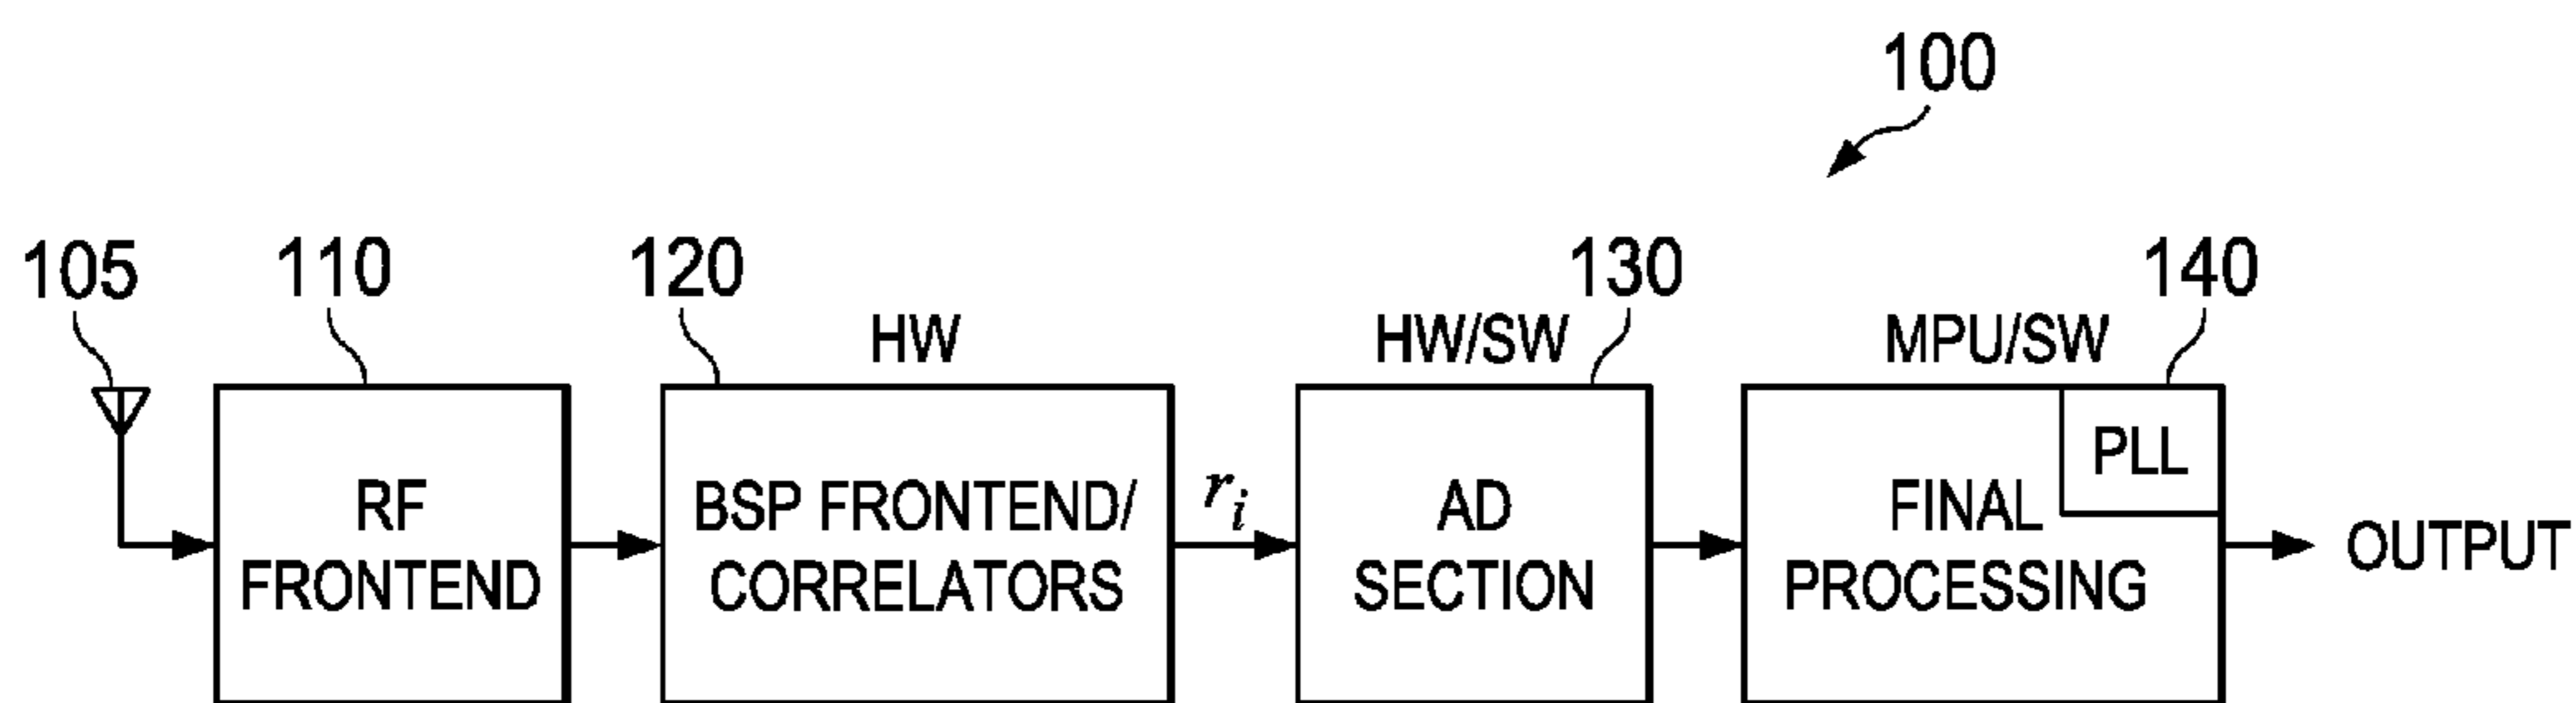 100
105
110
120
130
140
HW
HW/SW
MPU/SW
PLL
RF
FRONTEND
BSP FRONTEND/
CORRELATORS
r_i
AD
SECTION
FINAL
PROCESSING
OUTPUT